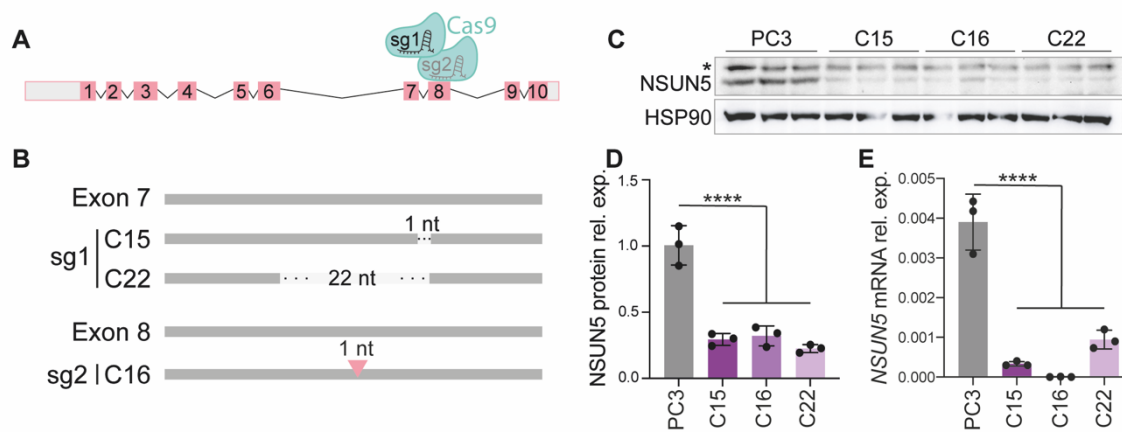 A
sg1 Cas9
sg2
1 2 3 4 5 6 7 8 9 10
B
Exon 7
1 nt
sg1 C15
C22 22 nt
Exon 8
1 nt
sg2 C16
C
PC3 C15 C16 C22
*
NSUN5
HSP90
D
NSUN5 protein rel. exp.
1.5
1.0
0.5
0.0
****
PC3 C15 C16 C22
E
NSUN5 mRNA rel. exp.
0.005
0.004
0.003
0.002
0.001
0.000
****
PC3 C15 C16 C22